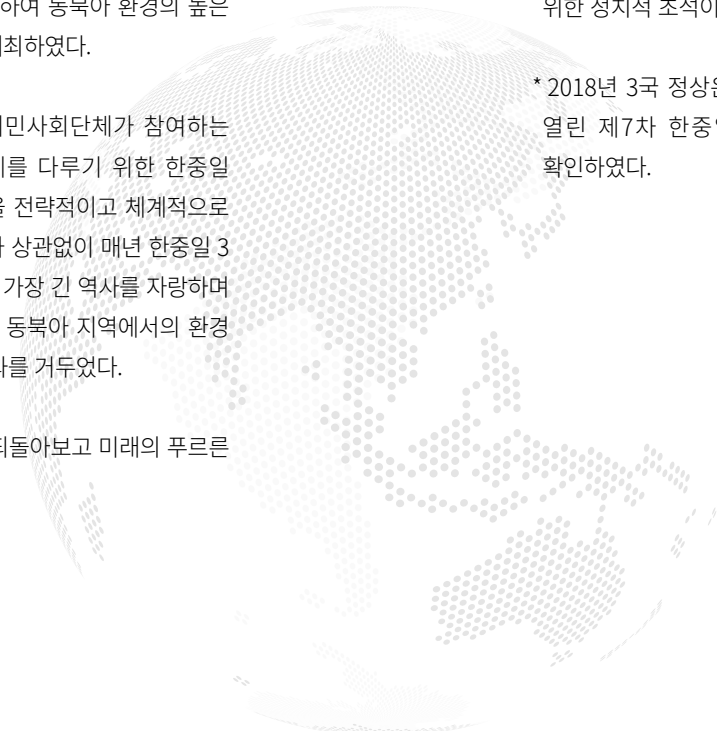 하여 동북아 환경의 높은
최하였다.
민사회단체가 참여하는
를 다루기 위한 한중일
전략적이고 체계적으로
상관없이 매년 한중일 3
가장 긴 역사를 자랑하며
동북아 지역에서의 환경
를 거두었다.
되돌아보고 미래의 푸르른
위한 정치적 초석이
* 2018년 3국 정상은
열린 제7차 한중일
확인하였다.